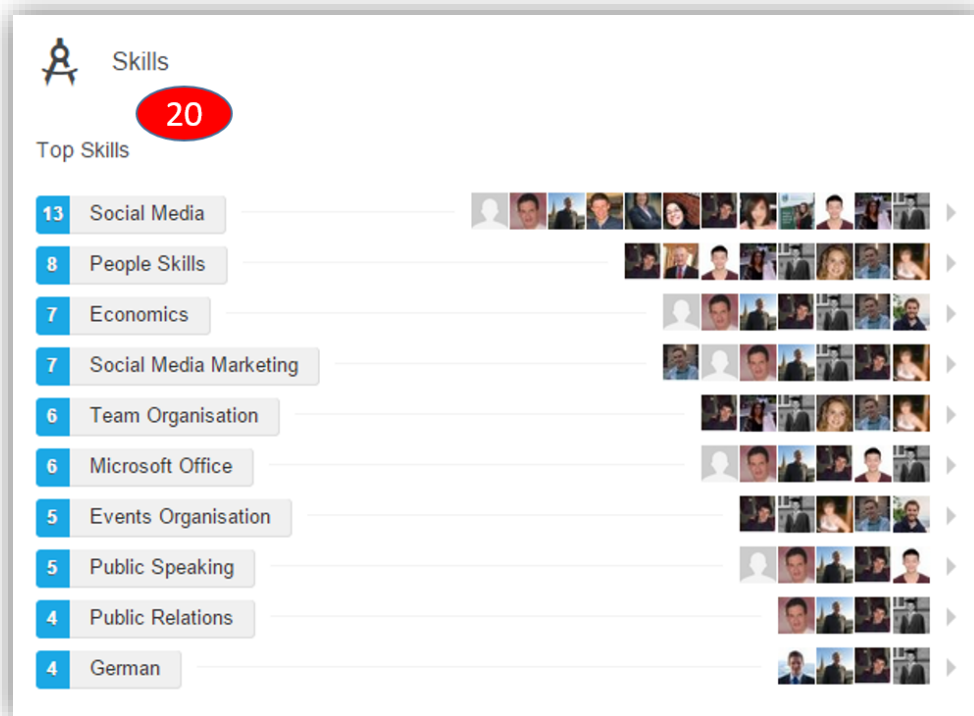 Skills
20
Top Skills
13 Social Media
8 People Skills
7 Economics
7 Social Media Marketing
6 Team Organisation
6 Microsoft Office
5 Events Organisation
5 Public Speaking
4 Public Relations
4 German